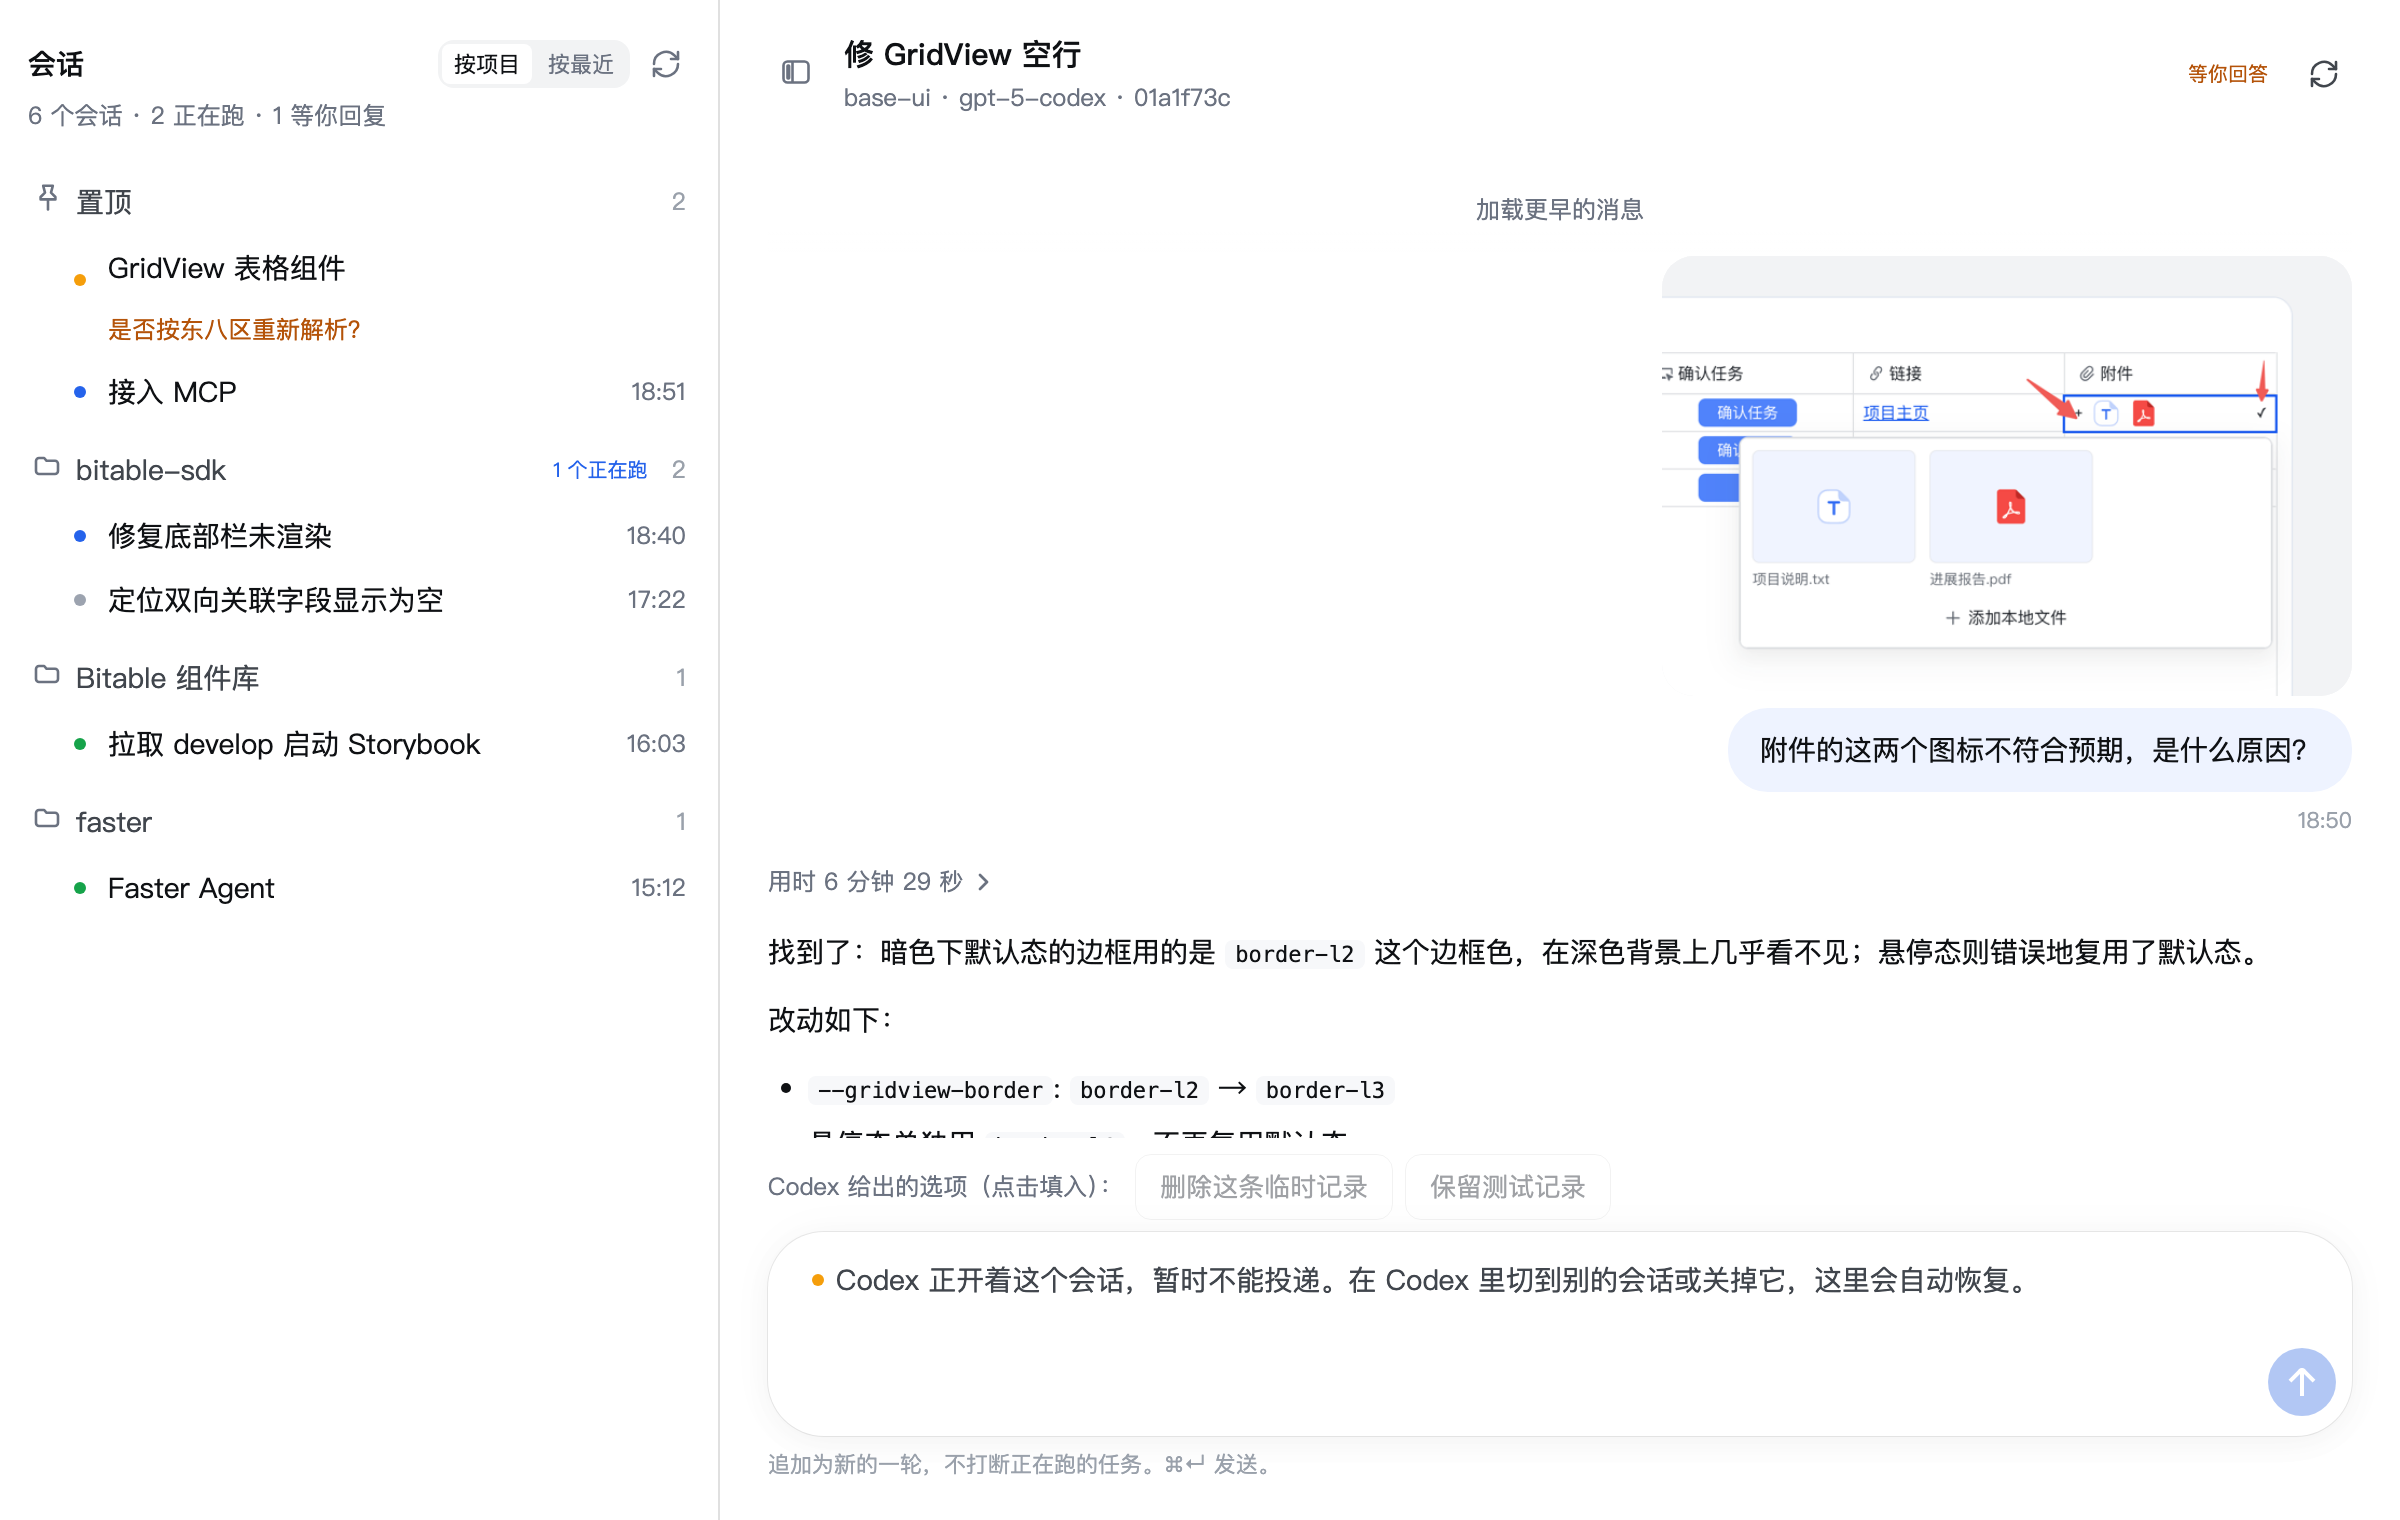 会话
按项目 按最近
6 个会话 · 2 正在跑 · 1 等你回复
置顶 2
GridView 表格组件
是否按东八区重新解析?
接入 MCP 18:51
bitable-sdk 1 个正在跑 2
修复底部栏未渲染 18:40
定位双向关联字段显示为空 17:22
Bitable 组件库 1
拉取 develop 启动 Storybook 16:03
faster 1
Faster Agent 15:12
修 GridView 空行
base-ui · gpt-5-codex · 01a1f73c
等你回答
加载更早的消息
确认任务 链接 附件
确认任务 项目主页 + T ✓
确认
T
项目说明.txt 进展报告.pdf
+ 添加本地文件
附件的这两个图标不符合预期，是什么原因？
18:50
用时 6 分钟 29 秒 >
找到了：暗色下默认态的边框用的是 border-l2 这个边框色，在深色背景上几乎看不见；悬停态则错误地复用了默认态。
改动如下：
• --gridview-border： border-l2 → border-l3
悬停态单独用 ，不再复用默认态
Codex 给出的选项（点击填入）： 删除这条临时记录 保留测试记录
Codex 正开着这个会话，暂时不能投递。在 Codex 里切到别的会话或关掉它，这里会自动恢复。
追加为新的一轮，不打断正在跑的任务。⌘↵ 发送。